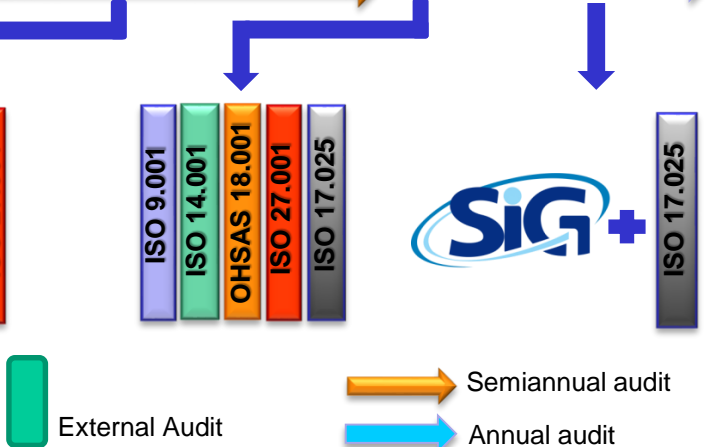 ISO 9.001
ISO 14.001
OHSAS 18.001
ISO 27.001
ISO 17.025
SiG
ISO 17.025
Semiannual audit
External Audit
Annual audit